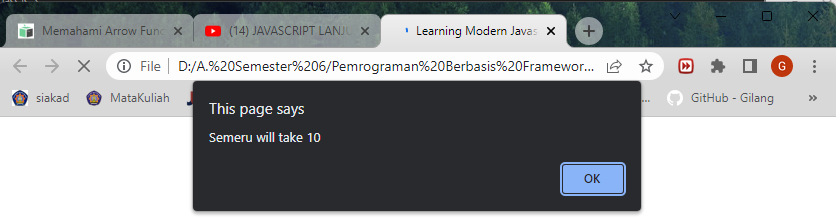 Memahami Arrow Func
(14) JAVASCRIPT LANJU
Learning Modern Javas
File
D:/A.%20Semester%206/Pemrograman%20Berbasis%20Framewor...
G
siakad
MataKuliah
GitHub - Gilang
»
This page says
Semeru will take 10
OK